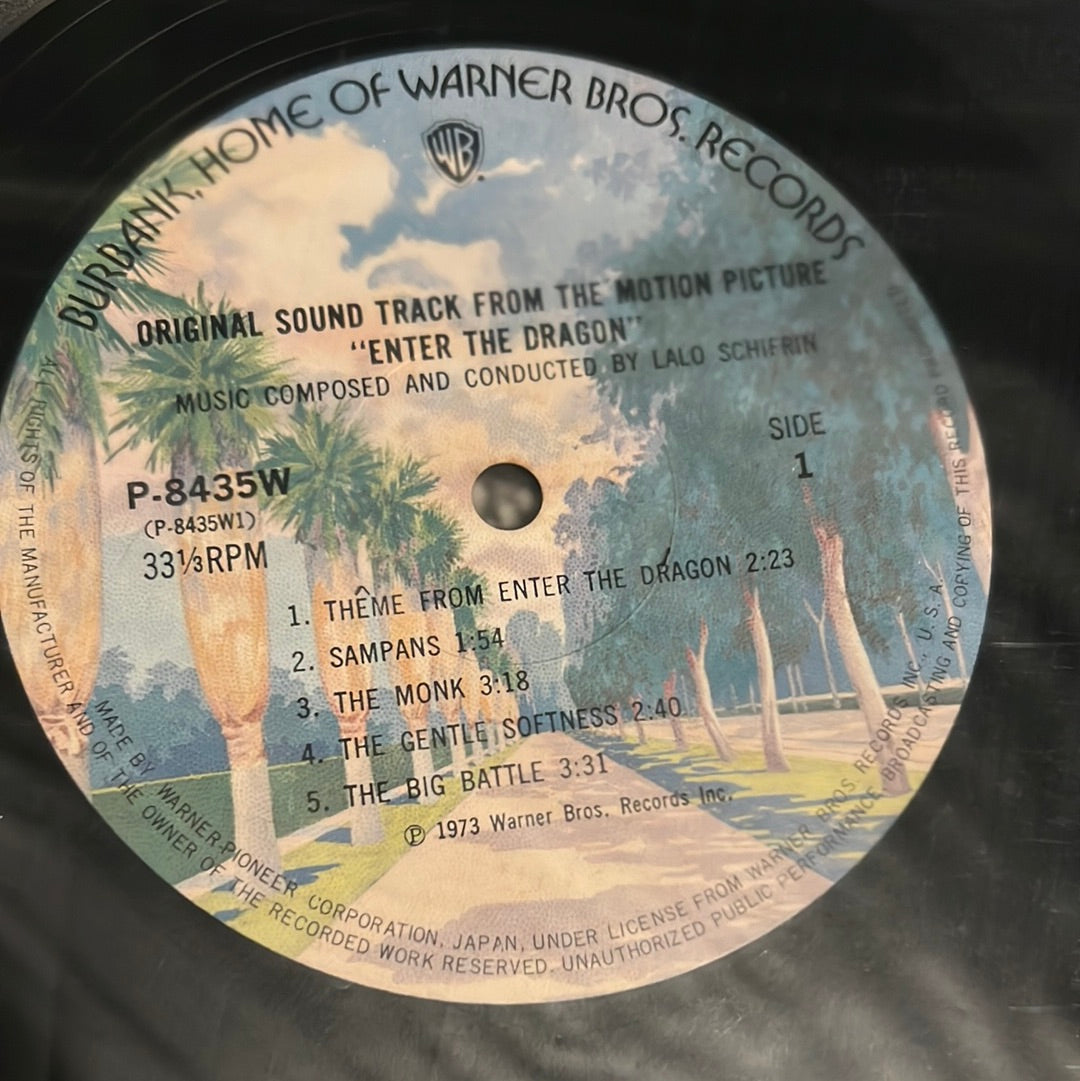 BURBANK, HOME OF WARNER BROS. RECORDS
WB
ORIGINAL SOUND TRACK FROM THE MOTION PICTURE
“ENTER THE DRAGON”
MUSIC COMPOSED AND CONDUCTED BY LALO SCHIFRIN
SIDE
1
P-8435W
(P-8435W1)
33⅓RPM
1. THÊME FROM ENTER THE DRAGON 2:23
2. SAMPANS 1:54
3. THE MONK 3:18
4. THE GENTLE SOFTNESS 2:40
5. THE BIG BATTLE 3:31
Ⓟ 1973 Warner Bros. Records Inc.
MADE BY WARNER-PIONEER CORPORATION, JAPAN, UNDER LICENSE FROM WARNER BROS. RECORDS INC., U.S.A.
ALL RIGHTS OF THE MANUFACTURER AND OF THE OWNER OF THE RECORDED WORK RESERVED. UNAUTHORIZED PUBLIC PERFORMANCE BROADCASTING AND COPYING OF THIS RECORD